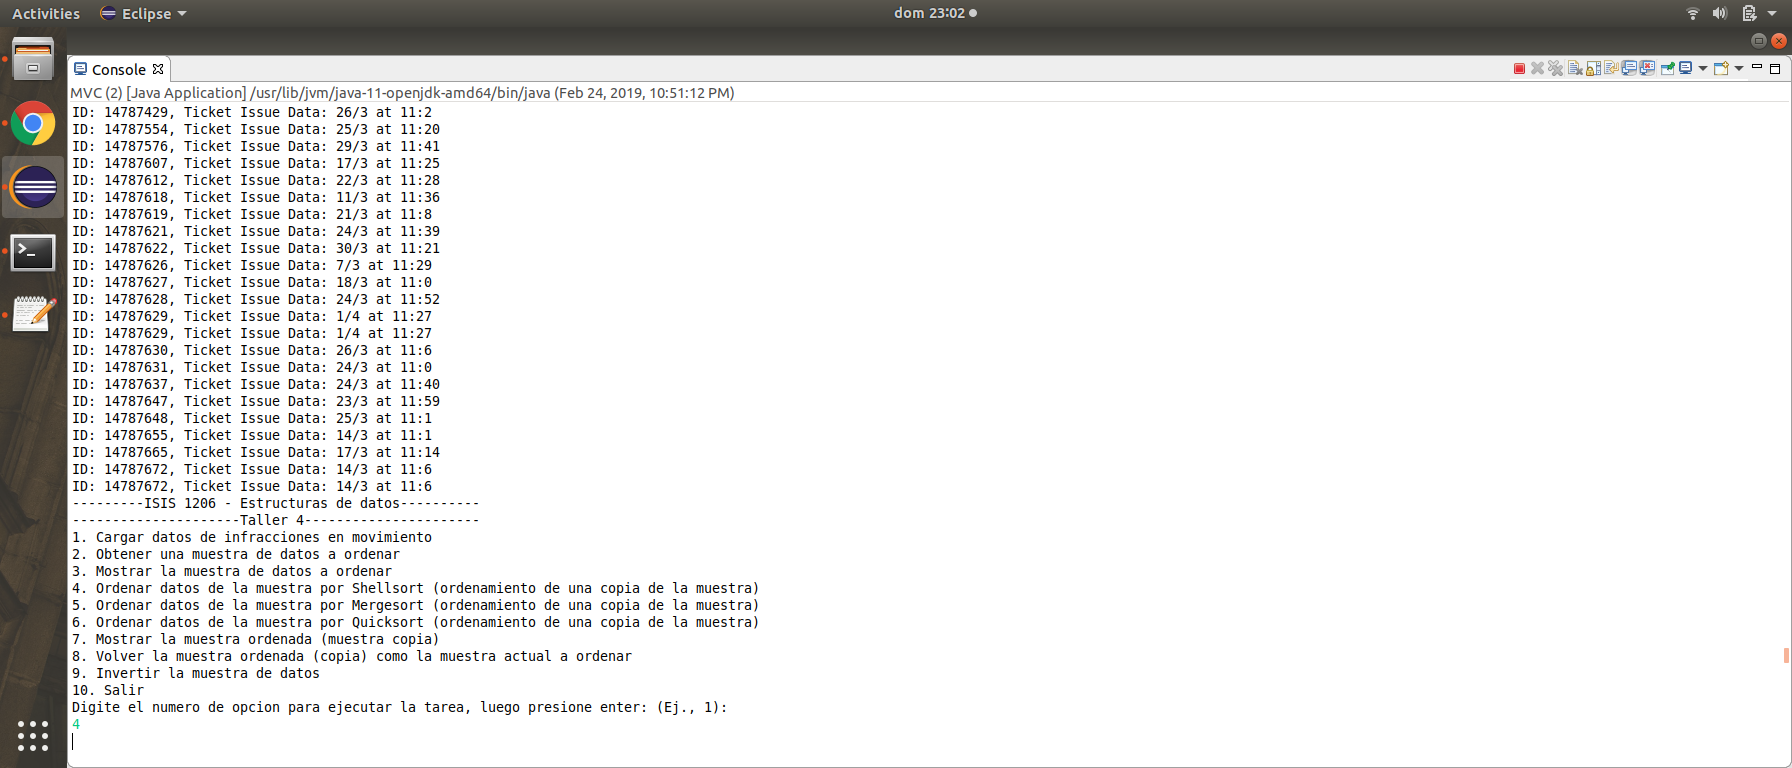 Activities Eclipse dom 23:02
Console
MVC (2) [Java Application] /usr/lib/jvm/java-11-openjdk-amd64/bin/java (Feb 24, 2019, 10:51:12 PM)
ID: 14787429, Ticket Issue Data: 26/3 at 11:2
ID: 14787554, Ticket Issue Data: 25/3 at 11:20
ID: 14787576, Ticket Issue Data: 29/3 at 11:41
ID: 14787607, Ticket Issue Data: 17/3 at 11:25
ID: 14787612, Ticket Issue Data: 22/3 at 11:28
ID: 14787618, Ticket Issue Data: 11/3 at 11:36
ID: 14787619, Ticket Issue Data: 21/3 at 11:8
ID: 14787621, Ticket Issue Data: 24/3 at 11:39
ID: 14787622, Ticket Issue Data: 30/3 at 11:21
ID: 14787626, Ticket Issue Data: 7/3 at 11:29
ID: 14787627, Ticket Issue Data: 18/3 at 11:0
ID: 14787628, Ticket Issue Data: 24/3 at 11:52
ID: 14787629, Ticket Issue Data: 1/4 at 11:27
ID: 14787629, Ticket Issue Data: 1/4 at 11:27
ID: 14787630, Ticket Issue Data: 26/3 at 11:6
ID: 14787631, Ticket Issue Data: 24/3 at 11:0
ID: 14787637, Ticket Issue Data: 24/3 at 11:40
ID: 14787647, Ticket Issue Data: 23/3 at 11:59
ID: 14787648, Ticket Issue Data: 25/3 at 11:1
ID: 14787655, Ticket Issue Data: 14/3 at 11:1
ID: 14787665, Ticket Issue Data: 17/3 at 11:14
ID: 14787672, Ticket Issue Data: 14/3 at 11:6
ID: 14787672, Ticket Issue Data: 14/3 at 11:6
---------ISIS 1206 - Estructuras de datos----------
---------------------Taller 4----------------------
1. Cargar datos de infracciones en movimiento
2. Obtener una muestra de datos a ordenar
3. Mostrar la muestra de datos a ordenar
4. Ordenar datos de la muestra por Shellsort (ordenamiento de una copia de la muestra)
5. Ordenar datos de la muestra por Mergesort (ordenamiento de una copia de la muestra)
6. Ordenar datos de la muestra por Quicksort (ordenamiento de una copia de la muestra)
7. Mostrar la muestra ordenada (muestra copia)
8. Volver la muestra ordenada (copia) como la muestra actual a ordenar
9. Invertir la muestra de datos
10. Salir
Digite el numero de opcion para ejecutar la tarea, luego presione enter: (Ej., 1):
4